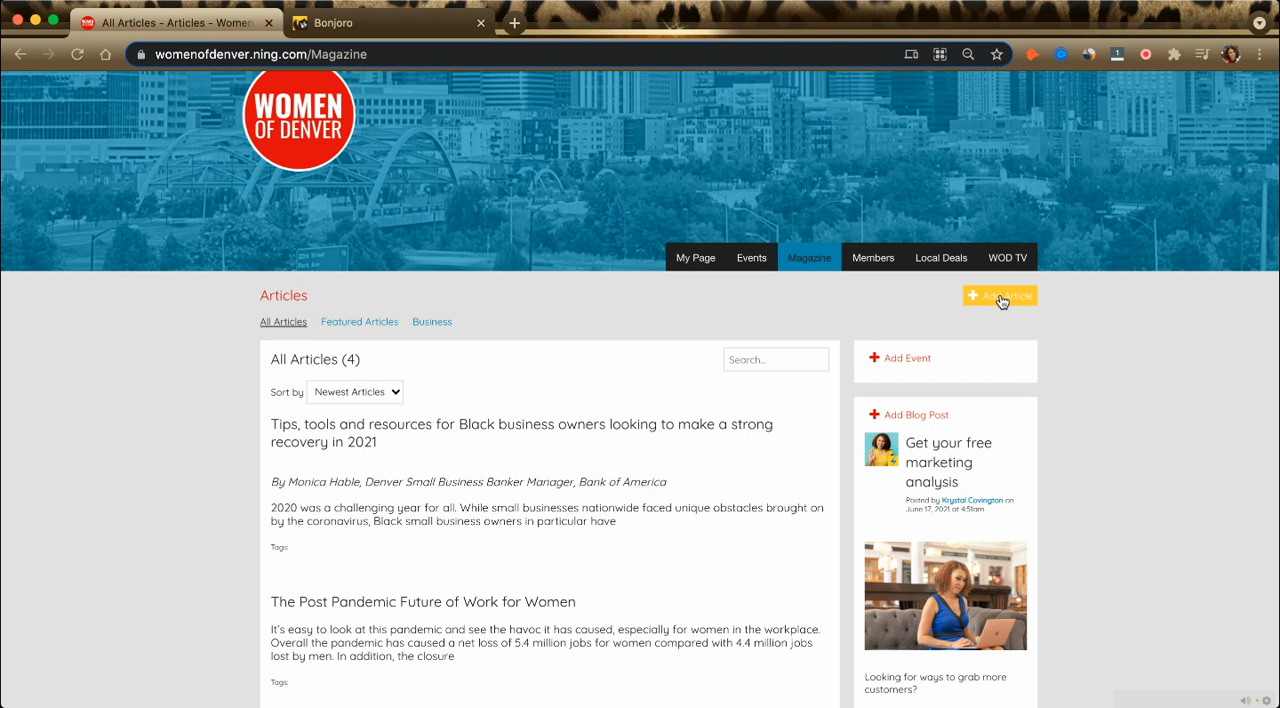 All Articles - Articles - Women
Bonjoro
womenofdenver.ning.com/Magazine
1
WOMEN
OF DENVER
My Page
Events
Magazine
Members
Local Deals
WOD TV
Articles
Add Article
All Articles
Featured Articles
Business
All Articles (4)
Search...
Sort by
Newest Articles
Tips, tools and resources for Black business owners looking to make a strong
recovery in 2021
By Monica Hable, Denver Small Business Banker Manager, Bank of America
2020 was a challenging year for all. While small businesses nationwide faced unique obstacles brought on
by the coronavirus, Black small business owners in particular have
Tags:
The Post Pandemic Future of Work for Women
It's easy to look at this pandemic and see the havoc it has caused, especially for women in the workplace.
Overall the pandemic has caused a net loss of 5.4 million jobs for women compared with 4.4 million jobs
lost by men. In addition, the closure
Tags:
Add Event
Add Blog Post
Get your free
marketing
analysis
Posted by Krystal Covington on
June 17, 2021 at 4:51am
Looking for ways to grab more
customers?